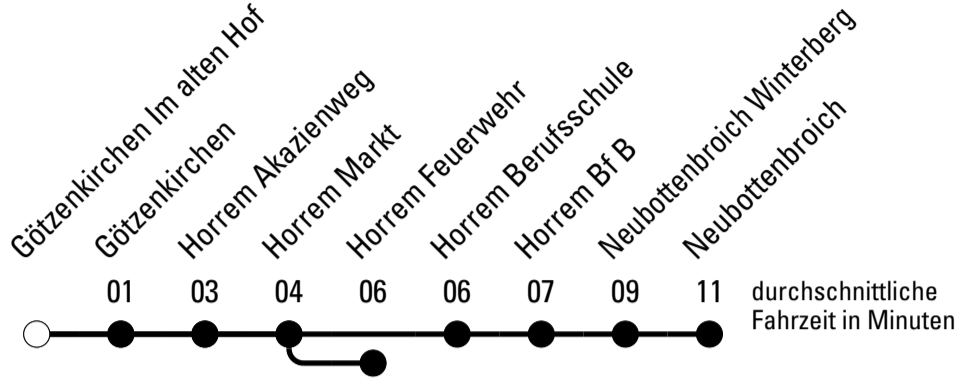 Götzenkirchen Im alten Hof
Götzenkirchen
Horrem Akazienweg
Horrem Markt
Horrem Feuerwehr
Horrem Berufsschule
Horrem Bf B
Neubottenbroich Winterberg
Neubottenbroich
01 03 04 06 06 07 09 11
durchschnittliche
Fahrzeit in Minuten